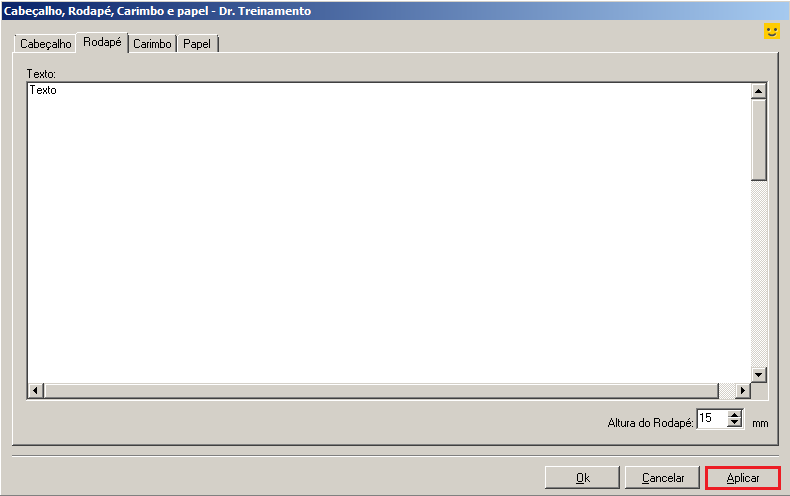 Cabeçalho, Rodapé, Carimbo e papel - Dr. Treinamento
Cabeçalho Rodapé Carimbo Papel
Texto:
Texto
Altura do Rodapé: 15 mm
Ok Cancelar Aplicar